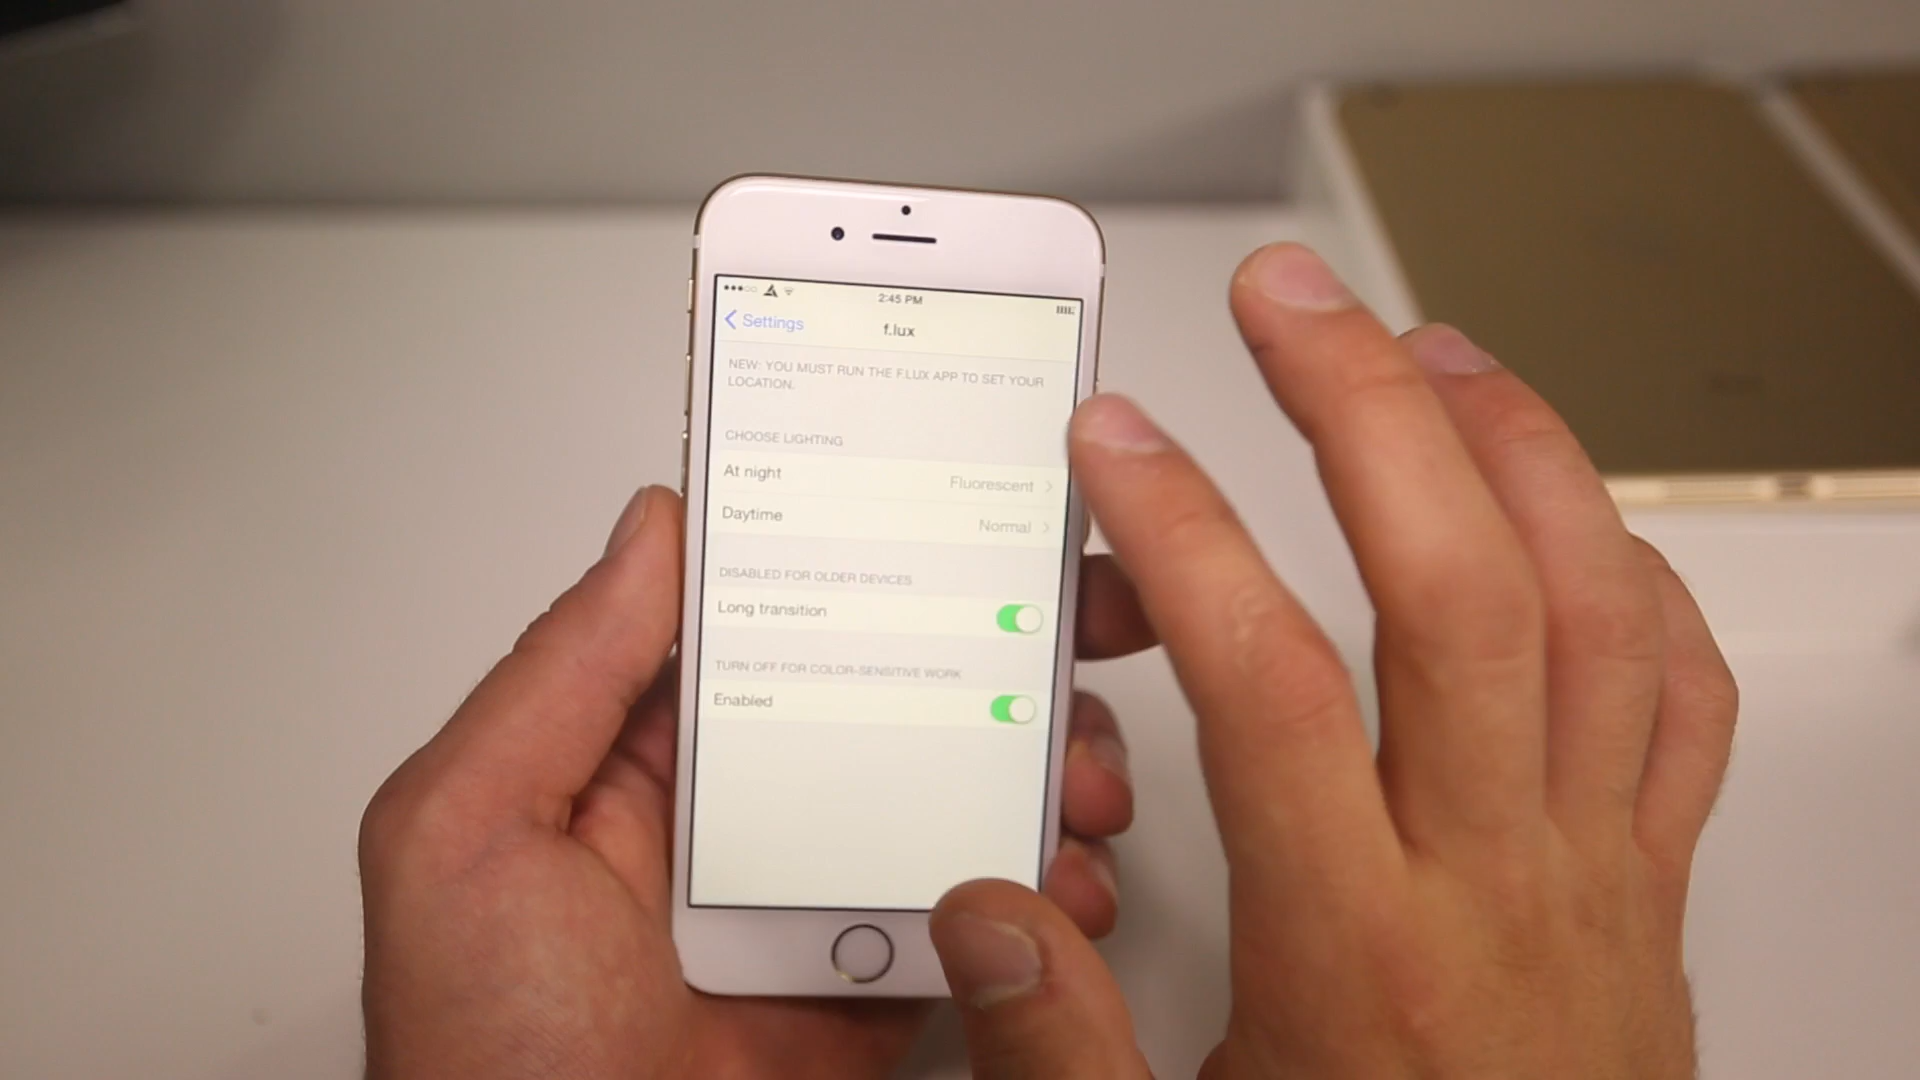 2:45 PM
Settings
f.lux
NEW: YOU MUST RUN THE F.LUX APP TO SET YOUR
LOCATION.
CHOOSE LIGHTING
At night Fluorescent
Daytime Normal
DISABLED FOR OLDER DEVICES
Long transition
TURN OFF FOR COLOR-SENSITIVE WORK
Enabled